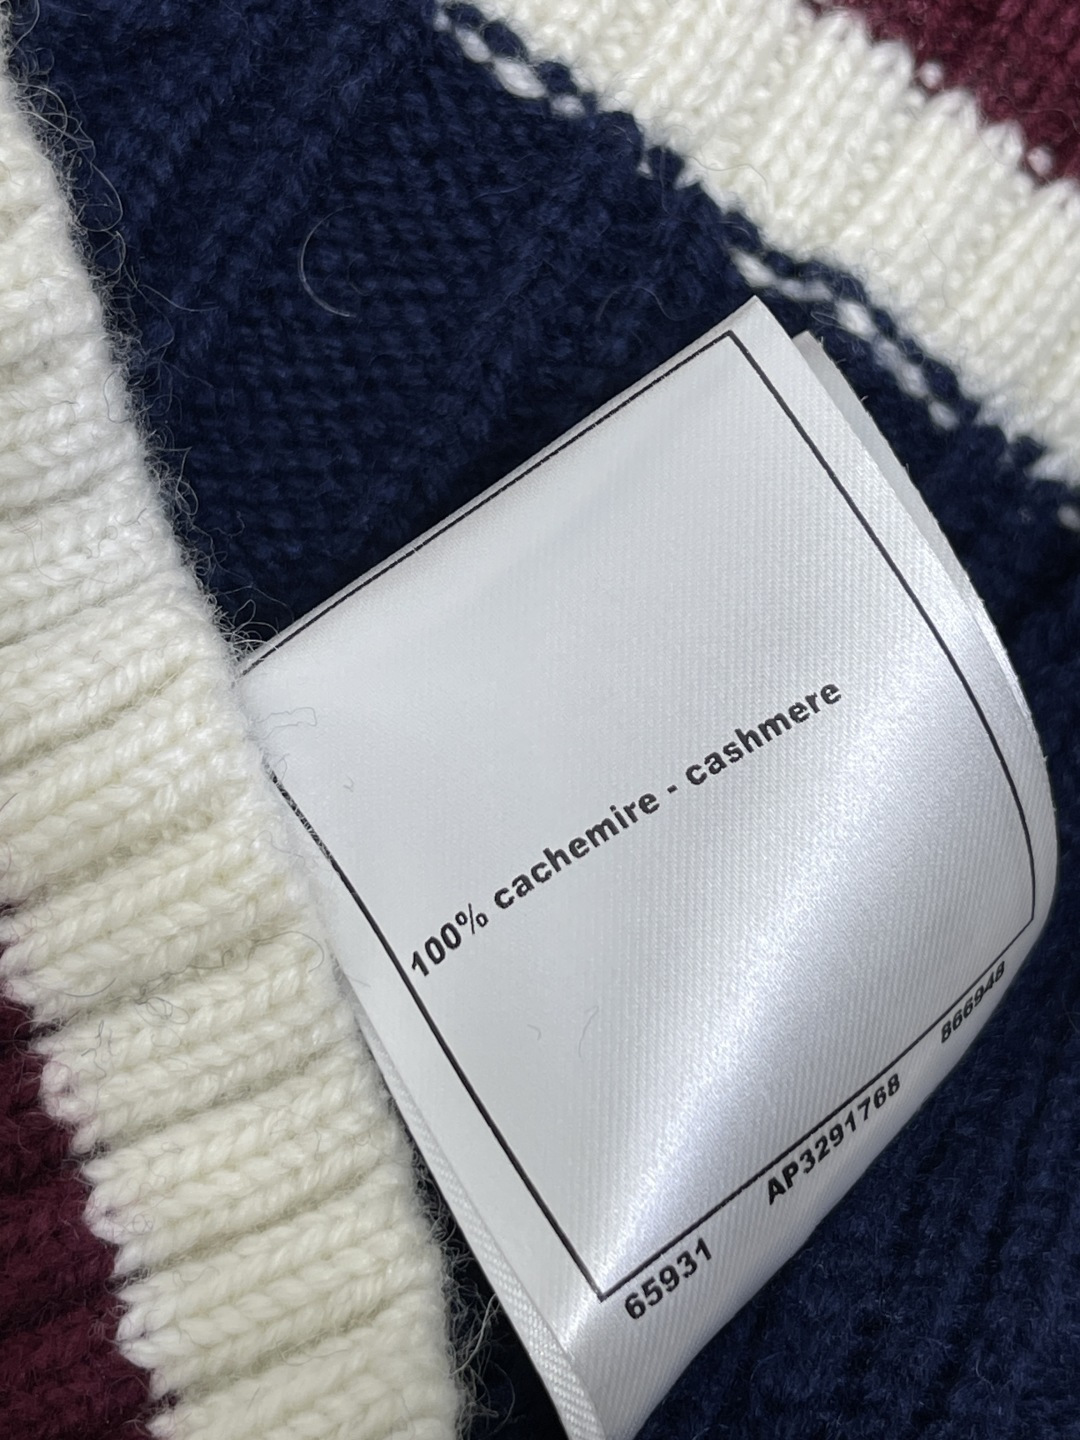 100% cachemire - cashmere
65931 AP3291768 866948